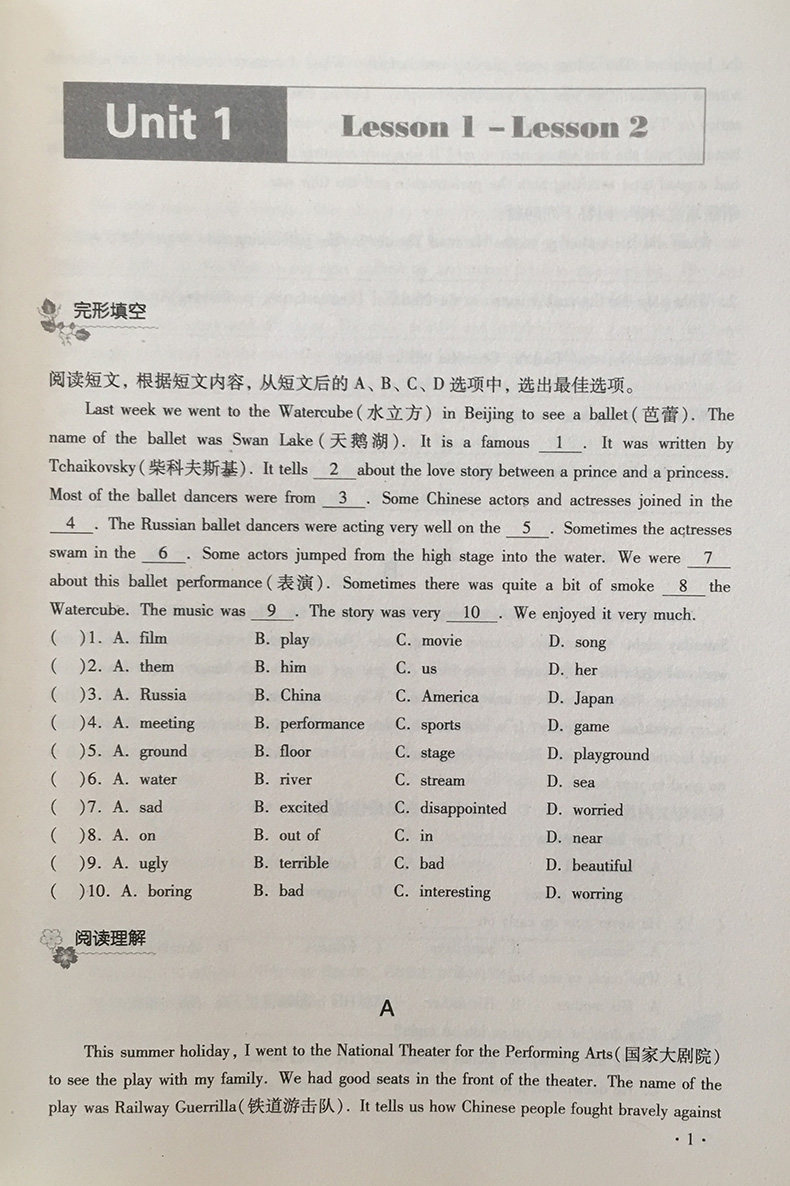 Unit 1
Lesson 1 – Lesson 2
完形填空
阅读短文，根据短文内容，从短文后的 A、B、C、D 选项中，选出最佳选项。
Last week we went to the Watercube(水立方) in Beijing to see a ballet(芭蕾). The
name of the ballet was Swan Lake(天鹅湖). It is a famous 1 . It was written by
Tchaikovsky(柴科夫斯基). It tells 2 about the love story between a prince and a princess.
Most of the ballet dancers were from 3 . Some Chinese actors and actresses joined in the
4 . The Russian ballet dancers were acting very well on the 5 . Sometimes the actresses
swam in the 6 . Some actors jumped from the high stage into the water. We were 7
about this ballet performance(表演). Sometimes there was quite a bit of smoke 8 the
Watercube. The music was 9 . The story was very 10 . We enjoyed it very much.
( )1. A. film B. play C. movie D. song
( )2. A. them B. him C. us D. her
( )3. A. Russia B. China C. America D. Japan
( )4. A. meeting B. performance C. sports D. game
( )5. A. ground B. floor C. stage D. playground
( )6. A. water B. river C. stream D. sea
( )7. A. sad B. excited C. disappointed D. worried
( )8. A. on B. out of C. in D. near
( )9. A. ugly B. terrible C. bad D. beautiful
( )10. A. boring B. bad C. interesting D. worring
阅读理解
A
This summer holiday, I went to the National Theater for the Performing Arts(国家大剧院)
to see the play with my family. We had good seats in the front of the theater. The name of the
play was Railway Guerrilla(铁道游击队). It tells us how Chinese people fought bravely against
· 1 ·